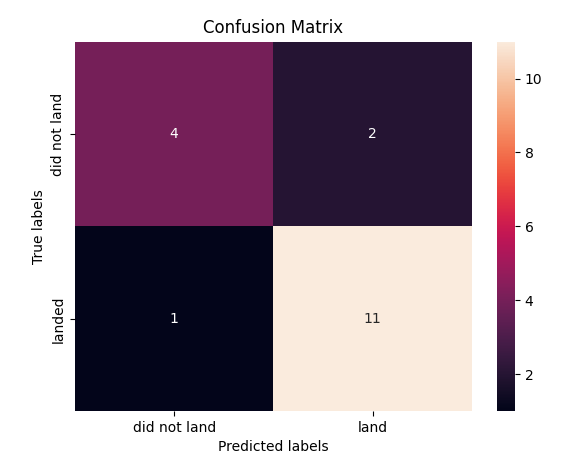 Confusion Matrix
True labels
did not land
landed
4
2
1
11
did not land
land
Predicted labels
10
8
6
4
2